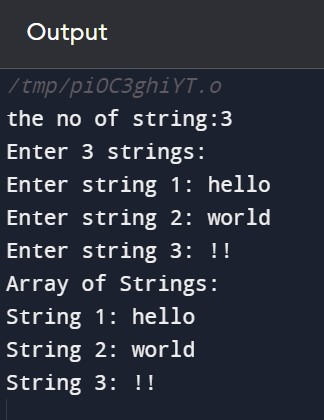 Output
/tmp/piOC3ghiYT.o
the no of string:3
Enter 3 strings:
Enter string 1: hello
Enter string 2: world
Enter string 3: !!
Array of Strings:
String 1: hello
String 2: world
String 3: !!